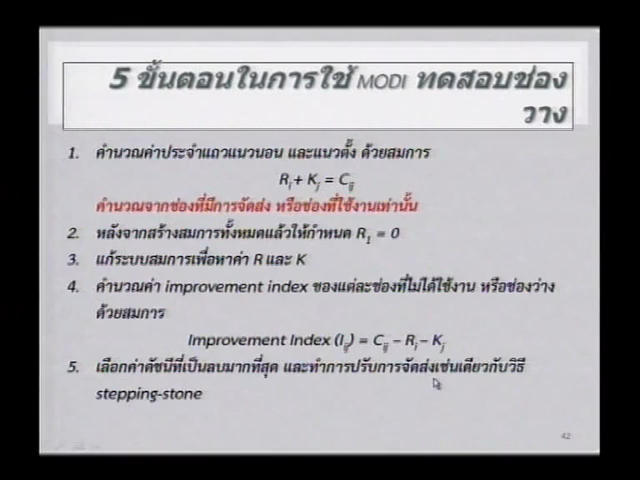 5 ขั้นตอนในการใช้ MODI ทดสอบช่อง
วาง
1. คำนวณค่าประจำแถวแนวนอน และแนวตั้ง ด้วยสมการ
Ri + Kj = Cij
คำนวณจากช่องที่มีการจัดส่ง หรือช่องที่ใช้งานเท่านั้น
2. หลังจากสร้างสมการทั้งหมดแล้วให้กำหนด R1 = 0
3. แก้ระบบสมการเพื่อหาค่า R และ K
4. คำนวณค่า improvement index ของแต่ละช่องที่ไม่ได้ใช้งาน หรือช่องว่าง
ด้วยสมการ
Improvement Index (Iij) = Cij – Ri – Kj
5. เลือกค่าดัชนีที่เป็นลบมากที่สุด และทำการปรับการจัดส่งเช่นเดียวกับวิธี
stepping-stone
42